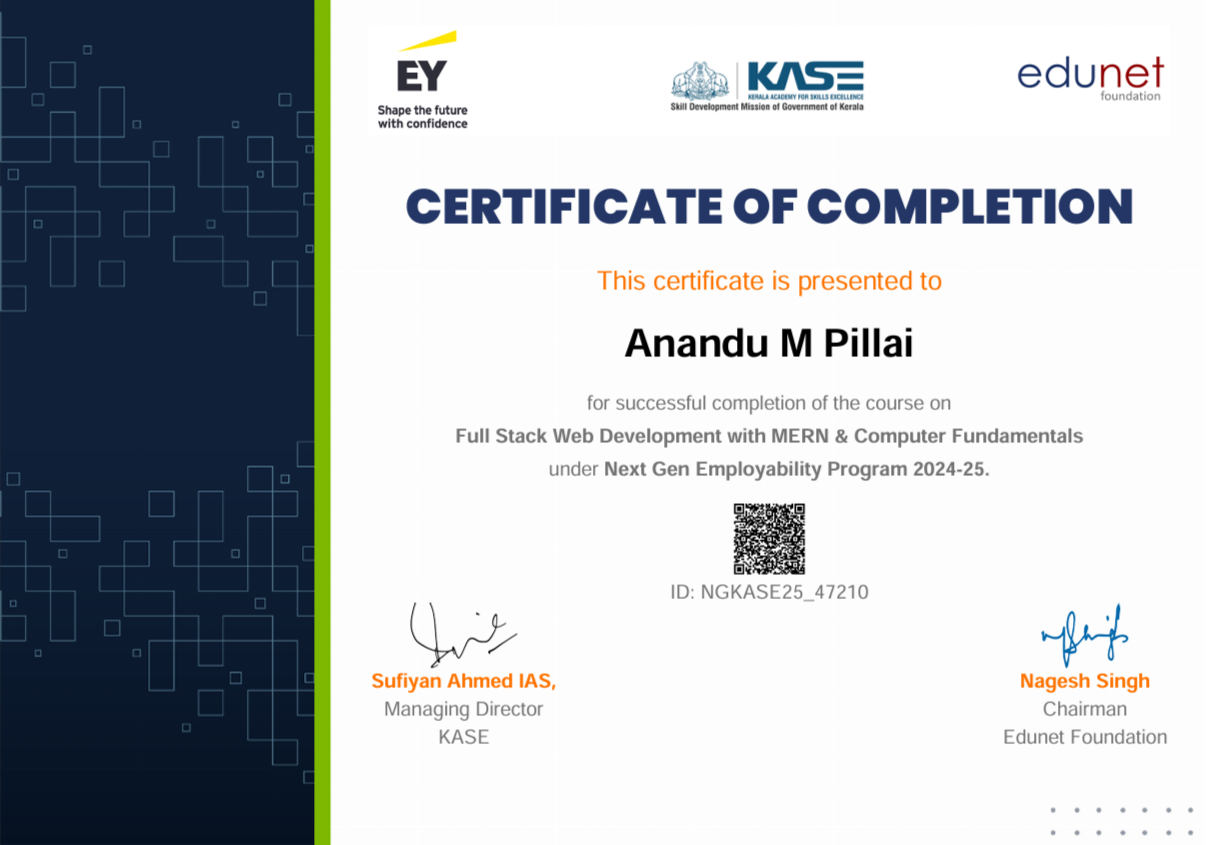 EY
Shape the future
with confidence
KASE
KERALA ACADEMY FOR SKILLS EXCELLENCE
Skill Development Mission of Government of Kerala
edunet
foundation
CERTIFICATE OF COMPLETION
This certificate is presented to
Anandu M Pillai
for successful completion of the course on
Full Stack Web Development with MERN & Computer Fundamentals
under Next Gen Employability Program 2024-25.
ID: NGKASE25_47210
Sufiyan Ahmed IAS,
Managing Director
KASE
Nagesh Singh
Chairman
Edunet Foundation